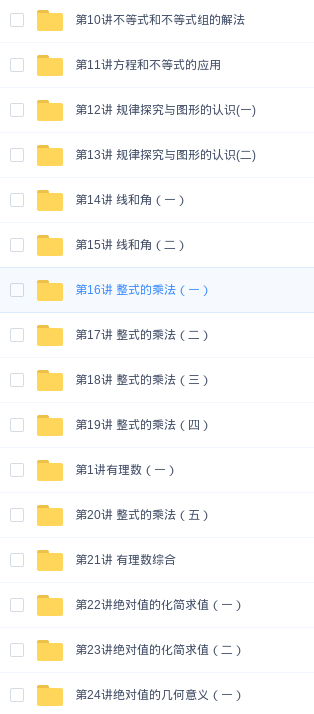 第10讲不等式和不等式组的解法
第11讲方程和不等式的应用
第12讲 规律探究与图形的认识(一)
第13讲 规律探究与图形的认识(二)
第14讲 线和角（一）
第15讲 线和角（二）
第16讲 整式的乘法（一）
第17讲 整式的乘法（二）
第18讲 整式的乘法（三）
第19讲 整式的乘法（四）
第1讲有理数（一）
第20讲 整式的乘法（五）
第21讲 有理数综合
第22讲绝对值的化简求值（一）
第23讲绝对值的化简求值（二）
第24讲绝对值的几何意义（一）